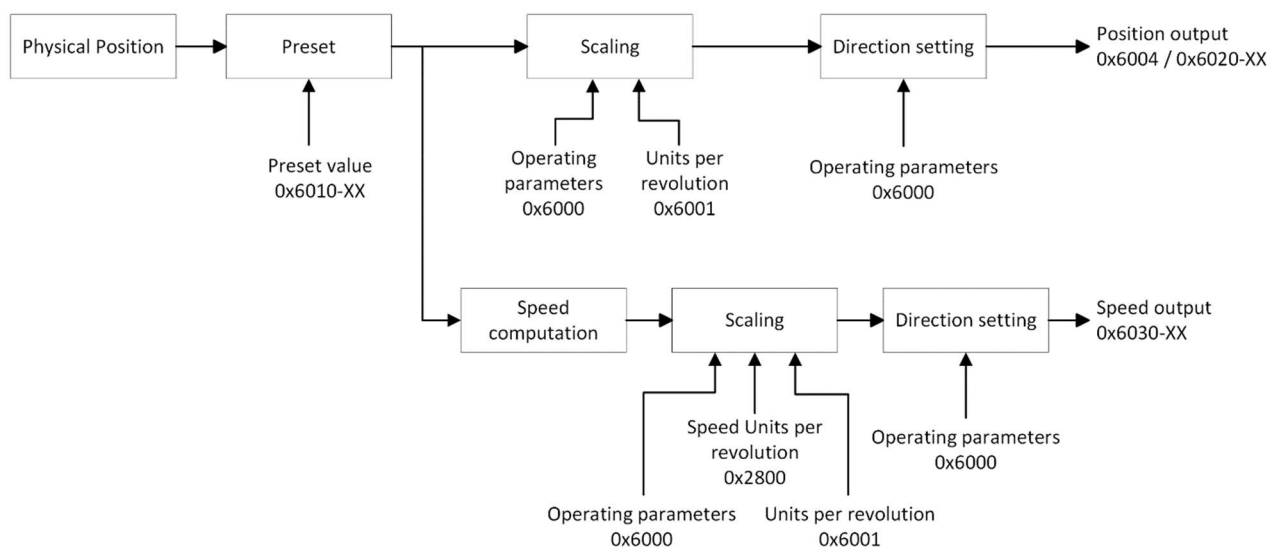 Physical Position
Preset
Scaling
Direction setting
Position output
0x6004 / 0x6020-XX
Preset value
0x6010-XX
Operating
parameters
0x6000
Units per
revolution
0x6001
Operating parameters
0x6000
Speed
computation
Scaling
Direction setting
Speed output
0x6030-XX
Speed Units per
revolution
0x2800
Operating parameters
0x6000
Operating parameters
0x6000
Units per revolution
0x6001